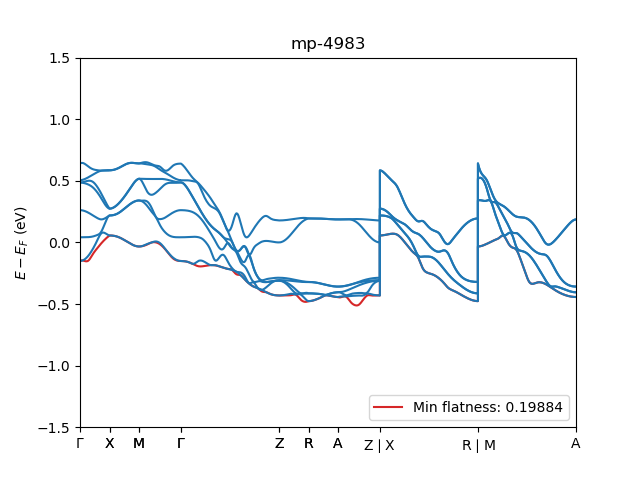 mp-4983
1.5
1.0
0.5
0.0
−0.5
−1.0
−1.5
E − E_F (eV)
Min flatness: 0.19884
Γ X M Γ Z R A Z | X R | M A